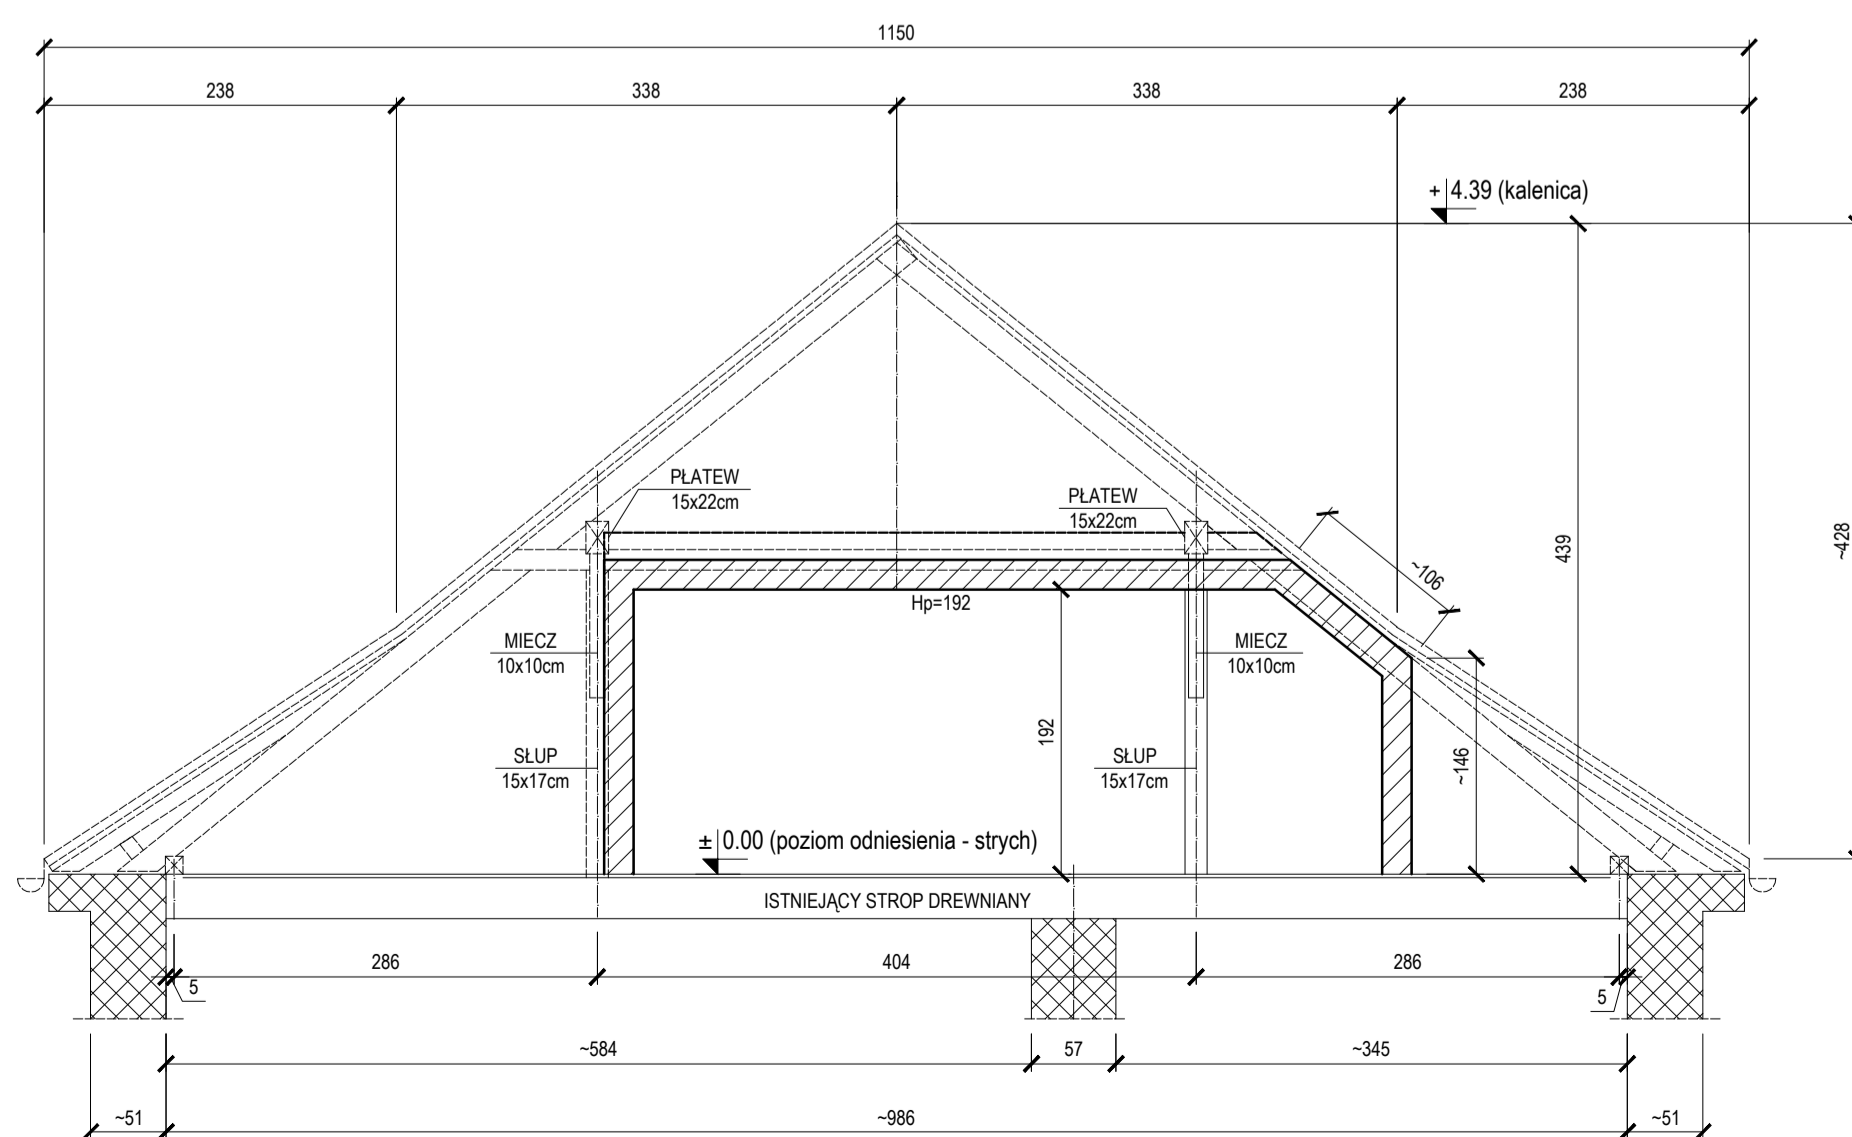 1150
238
338
338
238
+ 4.39 (kalenica)
PŁATEW
15x22cm
PŁATEW
15x22cm
439
~428
~106
Hp=192
MIECZ
10x10cm
MIECZ
10x10cm
192
SŁUP
15x17cm
SŁUP
15x17cm
~146
± 0.00 (poziom odniesienia - strych)
ISTNIEJĄCY STROP DREWNIANY
286
404
286
5
5
~584
57
~345
~51
~986
~51